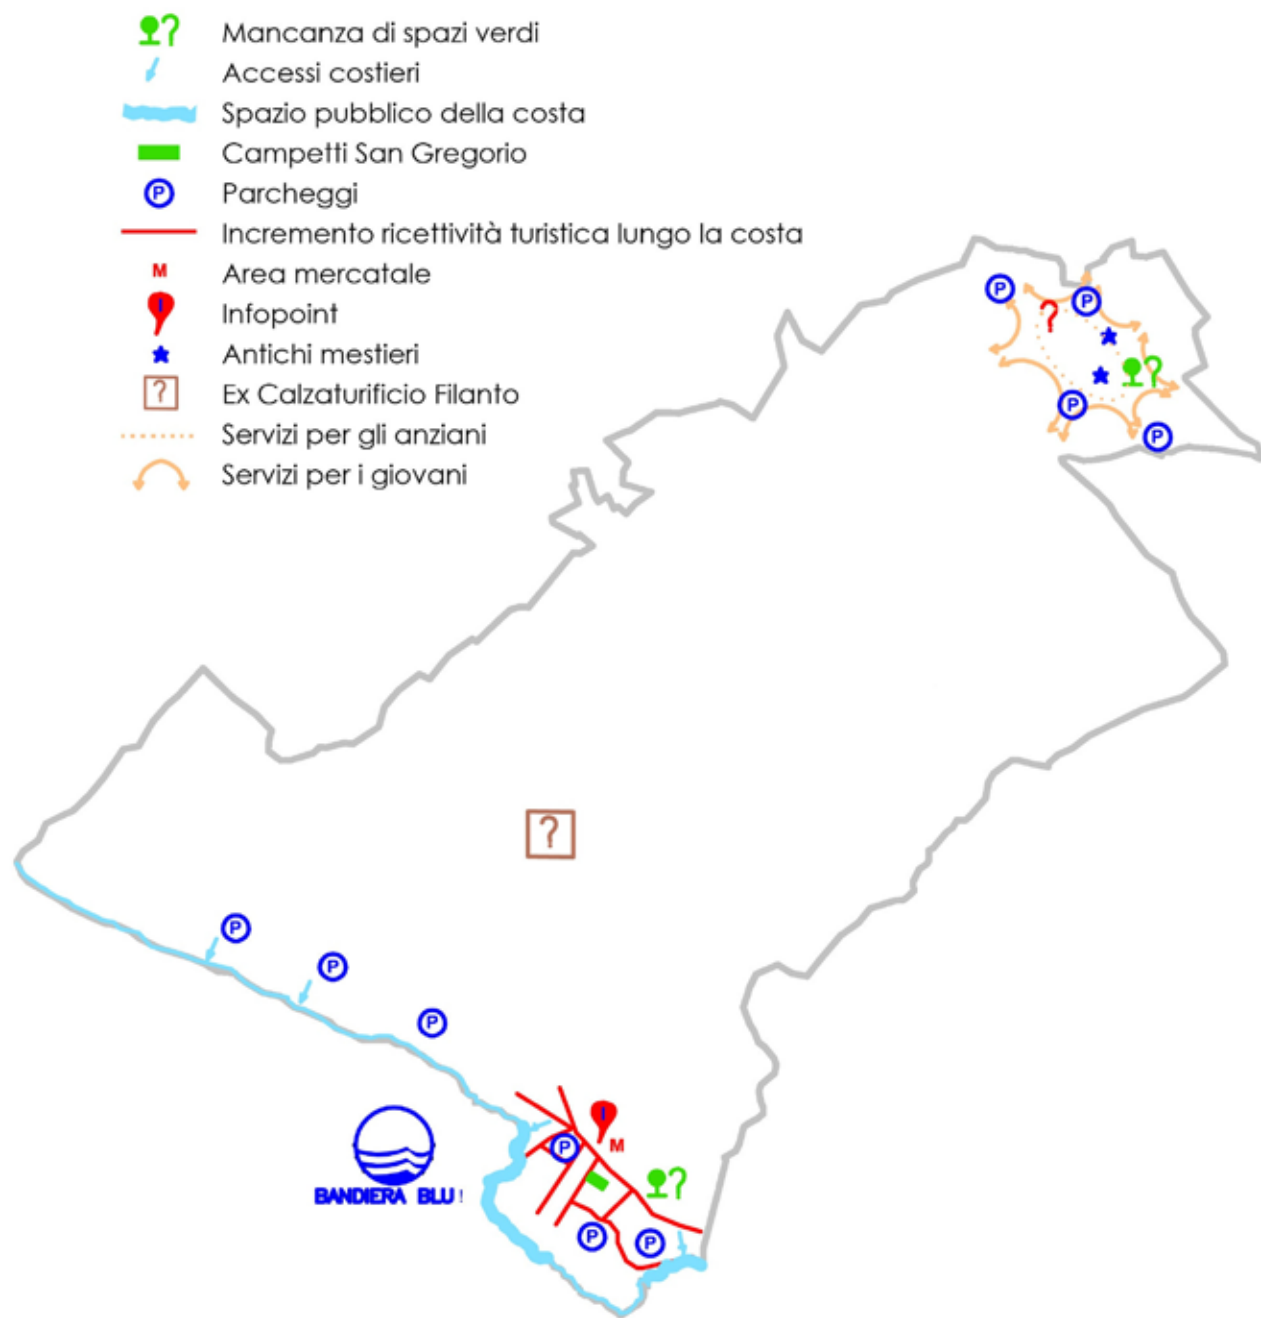 Mancanza di spazi verdi
Accessi costieri
Spazio pubblico della costa
Campetti San Gregorio
P Parcheggi
Incremento ricettività turistica lungo la costa
M Area mercatale
I Infopoint
Antichi mestieri
? Ex Calzaturificio Filanto
Servizi per gli anziani
Servizi per i giovani
P
P
?
?
P
P
?
P
P
P
I
M
P
?
BANDIERA BLU !
P
P